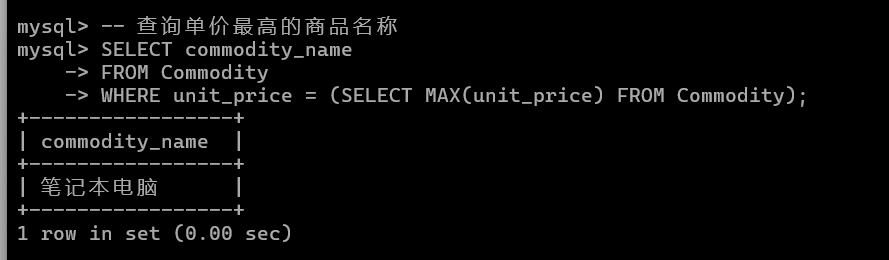 mysql> -- 查询单价最高的商品名称
mysql> SELECT commodity_name
    -> FROM Commodity
    -> WHERE unit_price = (SELECT MAX(unit_price) FROM Commodity);
+----------------+
| commodity_name |
+----------------+
| 笔记本电脑      |
+----------------+
1 row in set (0.00 sec)